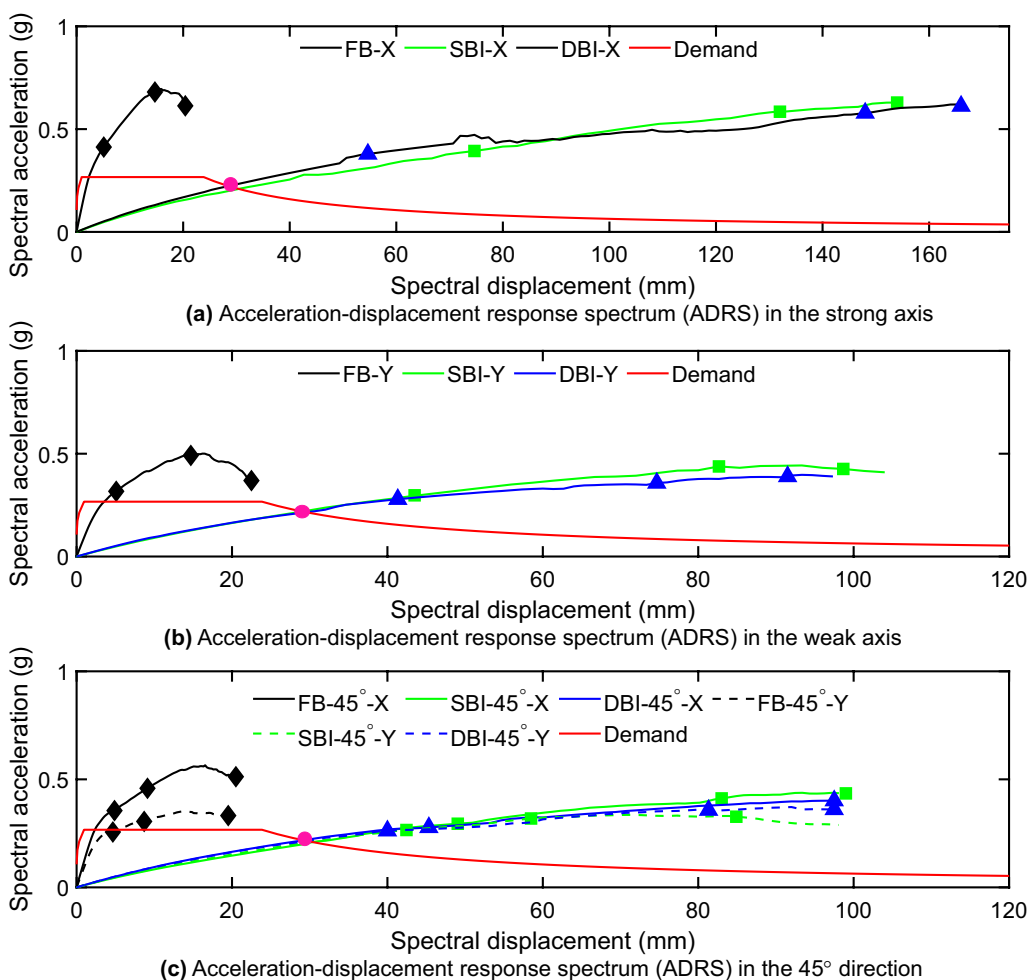 1
FB-X SBI-X DBI-X Demand
0.5
0
0 20 40 60 80 100 120 140 160
Spectral acceleration (g)
Spectral displacement (mm)
(a) Acceleration-displacement response spectrum (ADRS) in the strong axis
1
FB-Y SBI-Y DBI-Y Demand
0.5
0
0 20 40 60 80 100 120
Spectral acceleration (g)
Spectral displacement (mm)
(b) Acceleration-displacement response spectrum (ADRS) in the weak axis
1
FB-45°-X SBI-45°-X DBI-45°-X FB-45°-Y
SBI-45°-Y DBI-45°-Y Demand
0.5
0
0 20 40 60 80 100 120
Spectral acceleration (g)
Spectral displacement (mm)
(c) Acceleration-displacement response spectrum (ADRS) in the 45° direction